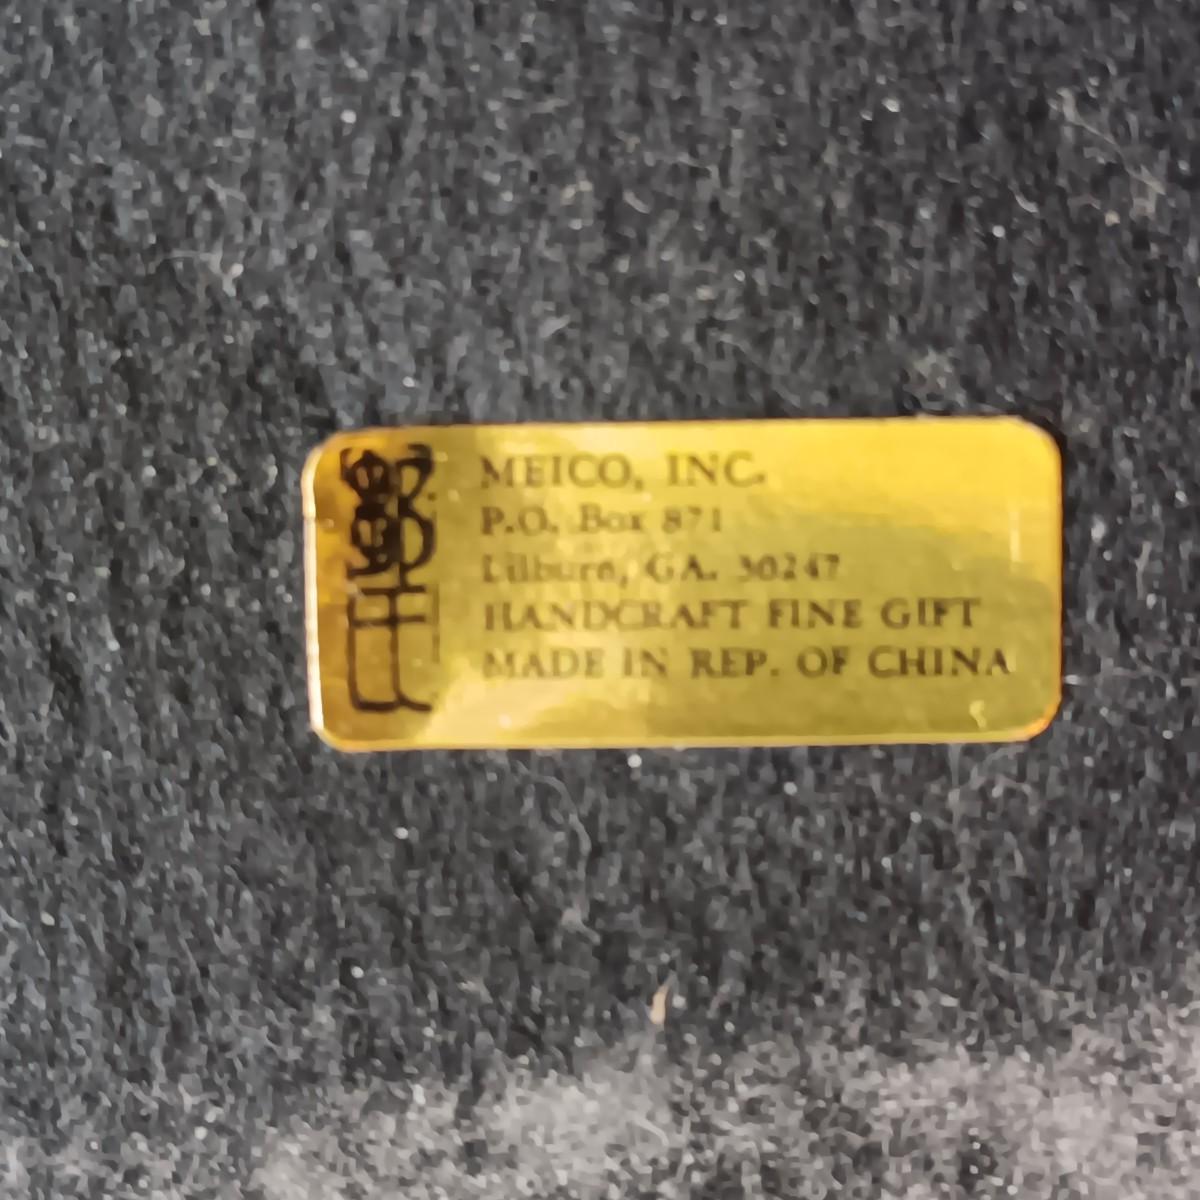 MEICO, INC.
P.O. Box 871
Lilburn, GA. 30247
HANDCRAFT FINE GIFT
MADE IN REP. OF CHINA